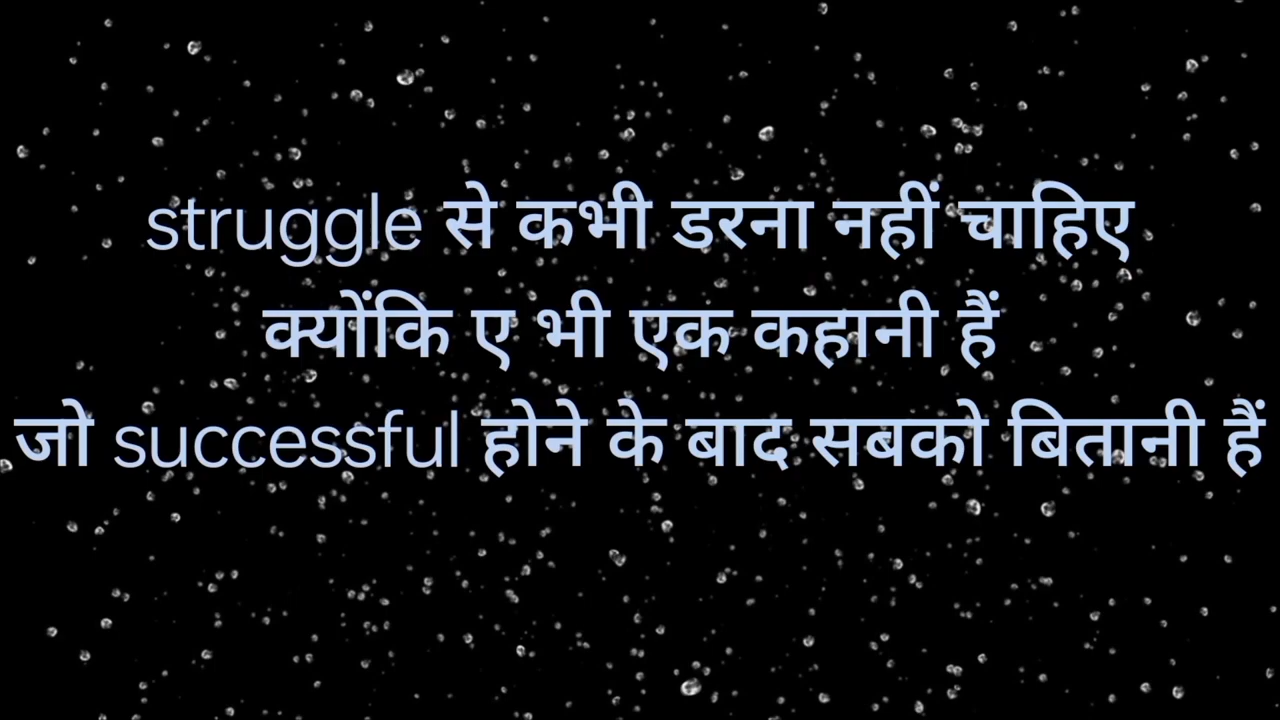 struggle से कभी डरना नहीं चाहिए
क्योंकि ए भी एक कहानी हैं
जो successful होने के बाद सबको बितानी हैं